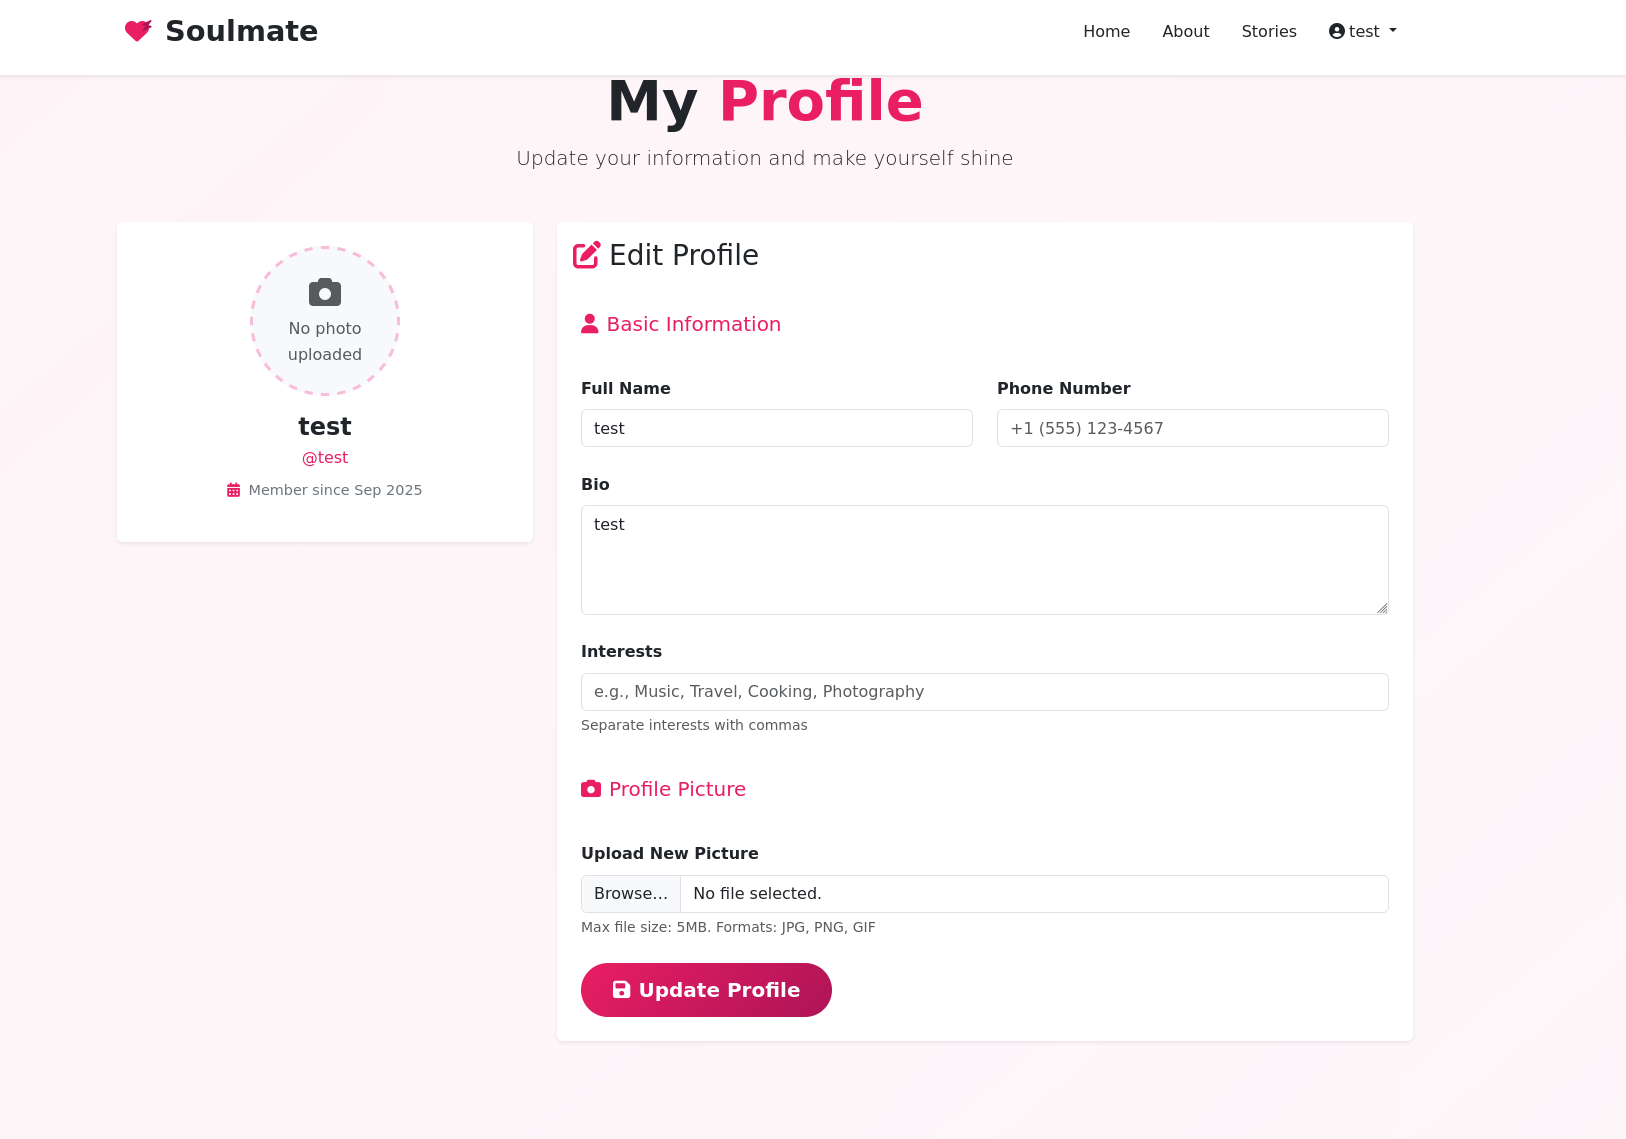 Soulmate
Home About Stories test
My Profile
Update your information and make yourself shine
No photo
uploaded
test
@test
Member since Sep 2025
Edit Profile
Basic Information
Full Name Phone Number
test +1 (555) 123-4567
Bio
test
Interests
e.g., Music, Travel, Cooking, Photography
Separate interests with commas
Profile Picture
Upload New Picture
Browse... No file selected.
Max file size: 5MB. Formats: JPG, PNG, GIF
Update Profile